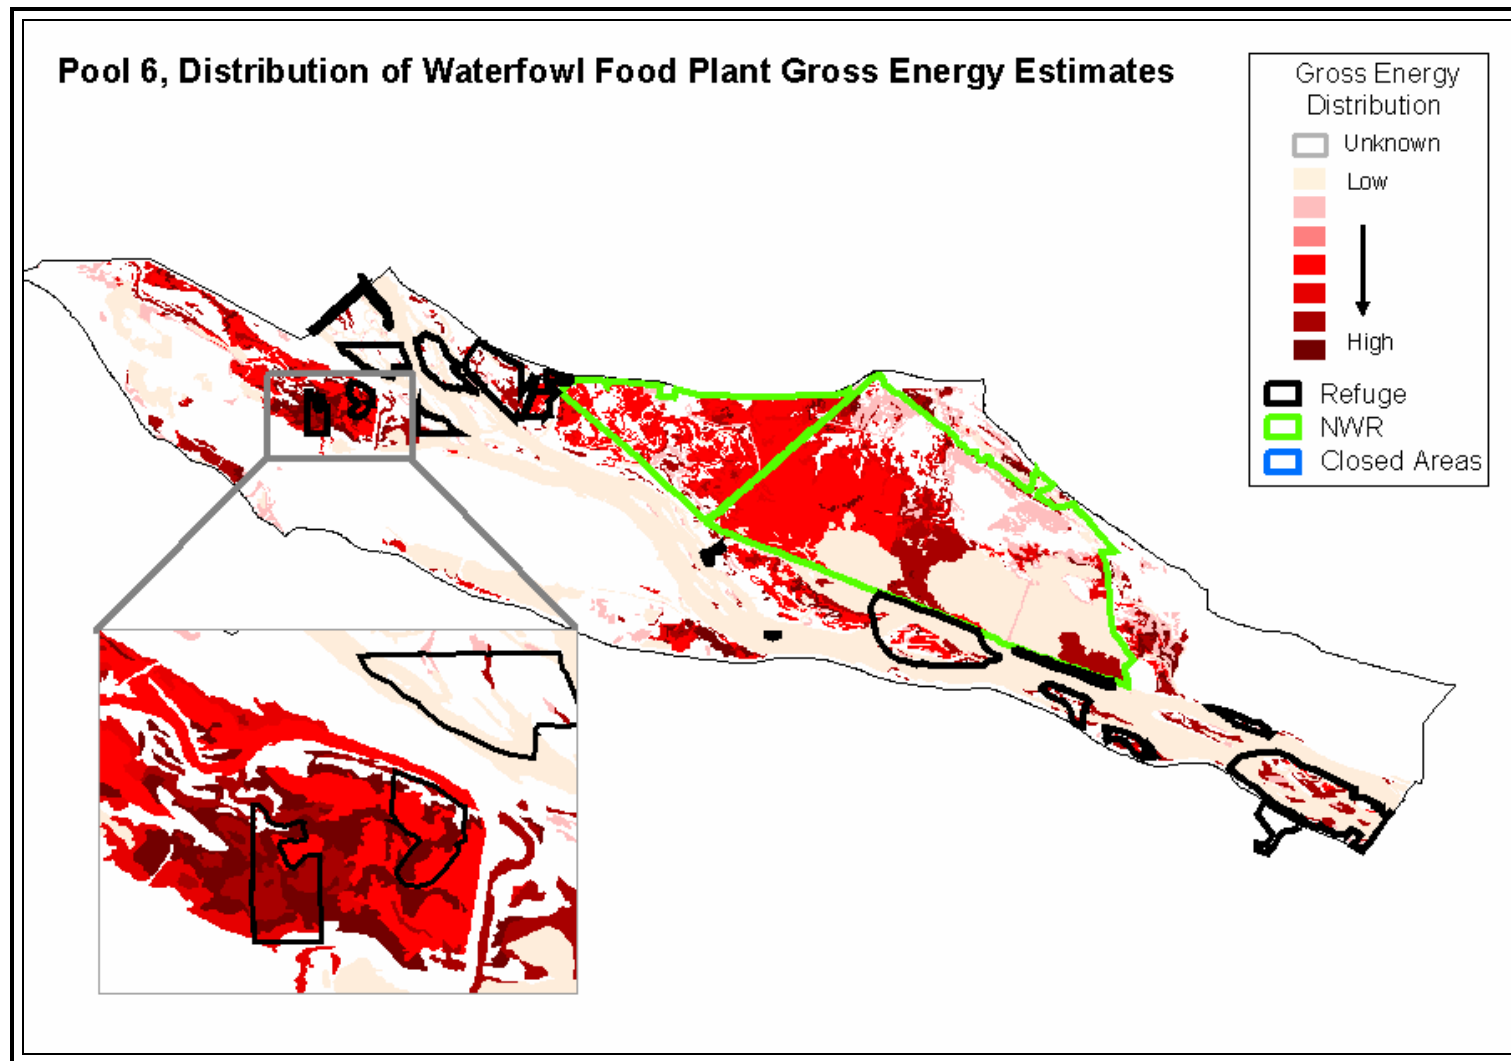 Pool 6, Distribution of Waterfowl Food Plant Gross Energy Estimates
Gross Energy
Distribution
Unknown
Low
High
Refuge
NWR
Closed Areas